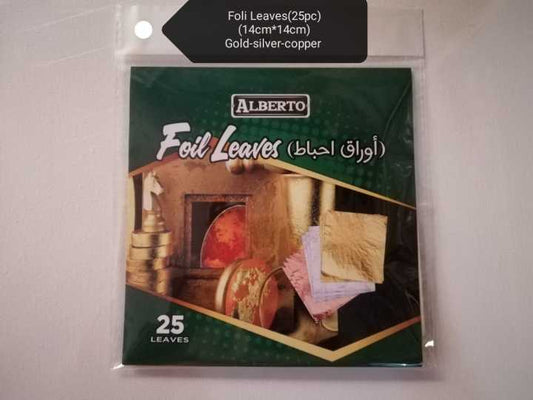 Foli Leaves(25pc)
(14cm*14cm)
Gold-silver-copper
ALBERTO
Foil Leaves (أوراق احباط)
25
LEAVES